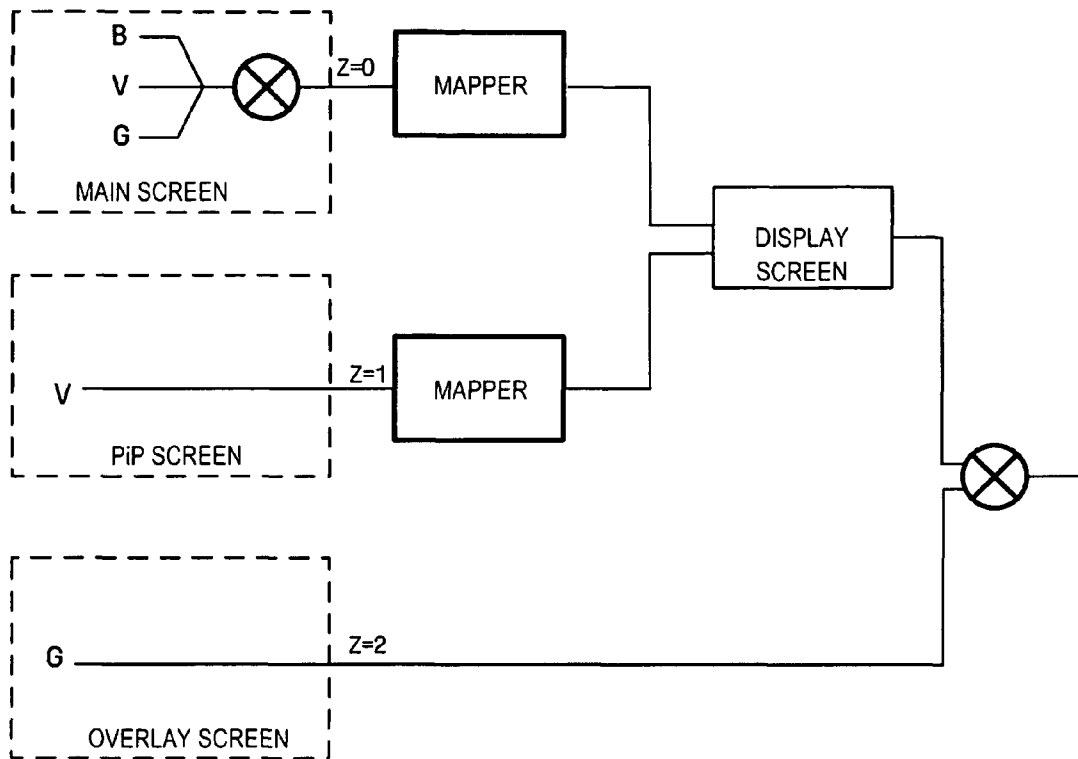 B
V
G
Z=0
MAPPER
MAIN SCREEN
DISPLAY
SCREEN
V
Z=1
MAPPER
PiP SCREEN
G
Z=2
OVERLAY SCREEN